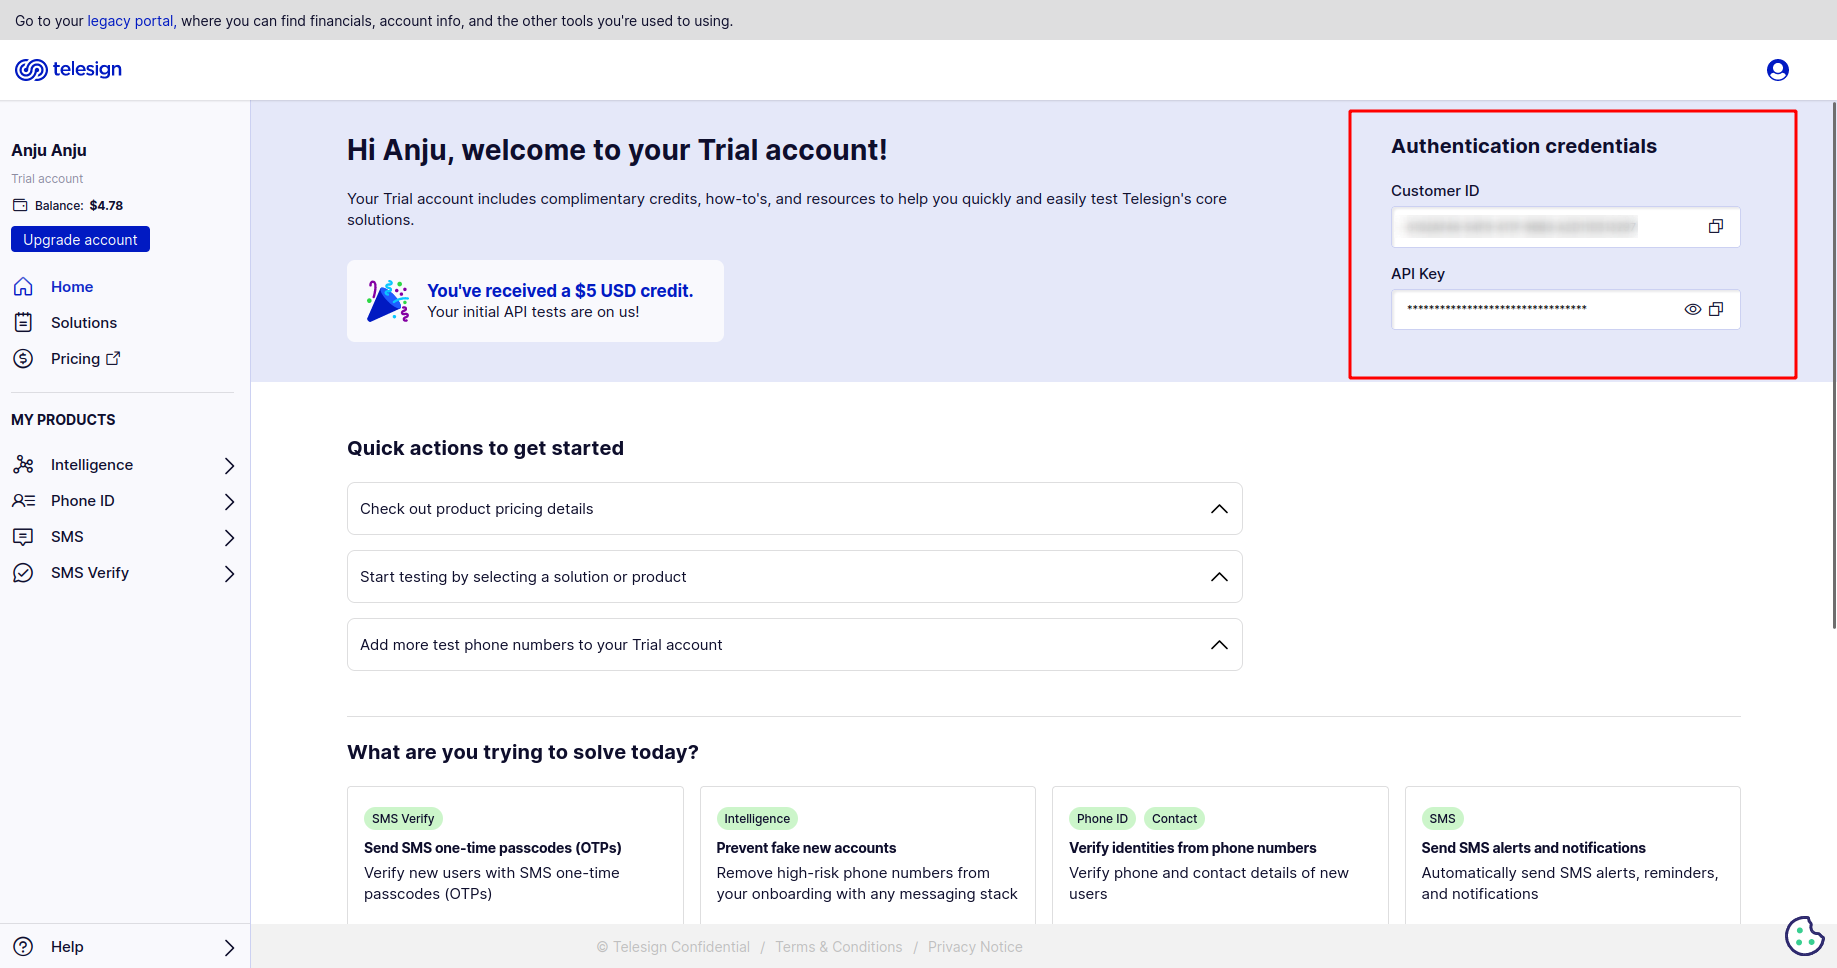 Go to your legacy portal, where you can find financials, account info, and the other tools you're used to using.
telesign
Anju Anju
Trial account
Balance: $4.78
Upgrade account
Home
Solutions
Pricing
MY PRODUCTS
Intelligence
Phone ID
SMS
SMS Verify
Help
Hi Anju, welcome to your Trial account!
Your Trial account includes complimentary credits, how-to's, and resources to help you quickly and easily test Telesign's core
solutions.
You've received a $5 USD credit.
Your initial API tests are on us!
Authentication credentials
Customer ID
API Key
*********************************
Quick actions to get started
Check out product pricing details
Start testing by selecting a solution or product
Add more test phone numbers to your Trial account
What are you trying to solve today?
SMS Verify
Send SMS one-time passcodes (OTPs)
Verify new users with SMS one-time
passcodes (OTPs)
Intelligence
Prevent fake new accounts
Remove high-risk phone numbers from
your onboarding with any messaging stack
Phone ID Contact
Verify identities from phone numbers
Verify phone and contact details of new
users
SMS
Send SMS alerts and notifications
Automatically send SMS alerts, reminders,
and notifications
© Telesign Confidential / Terms & Conditions / Privacy Notice